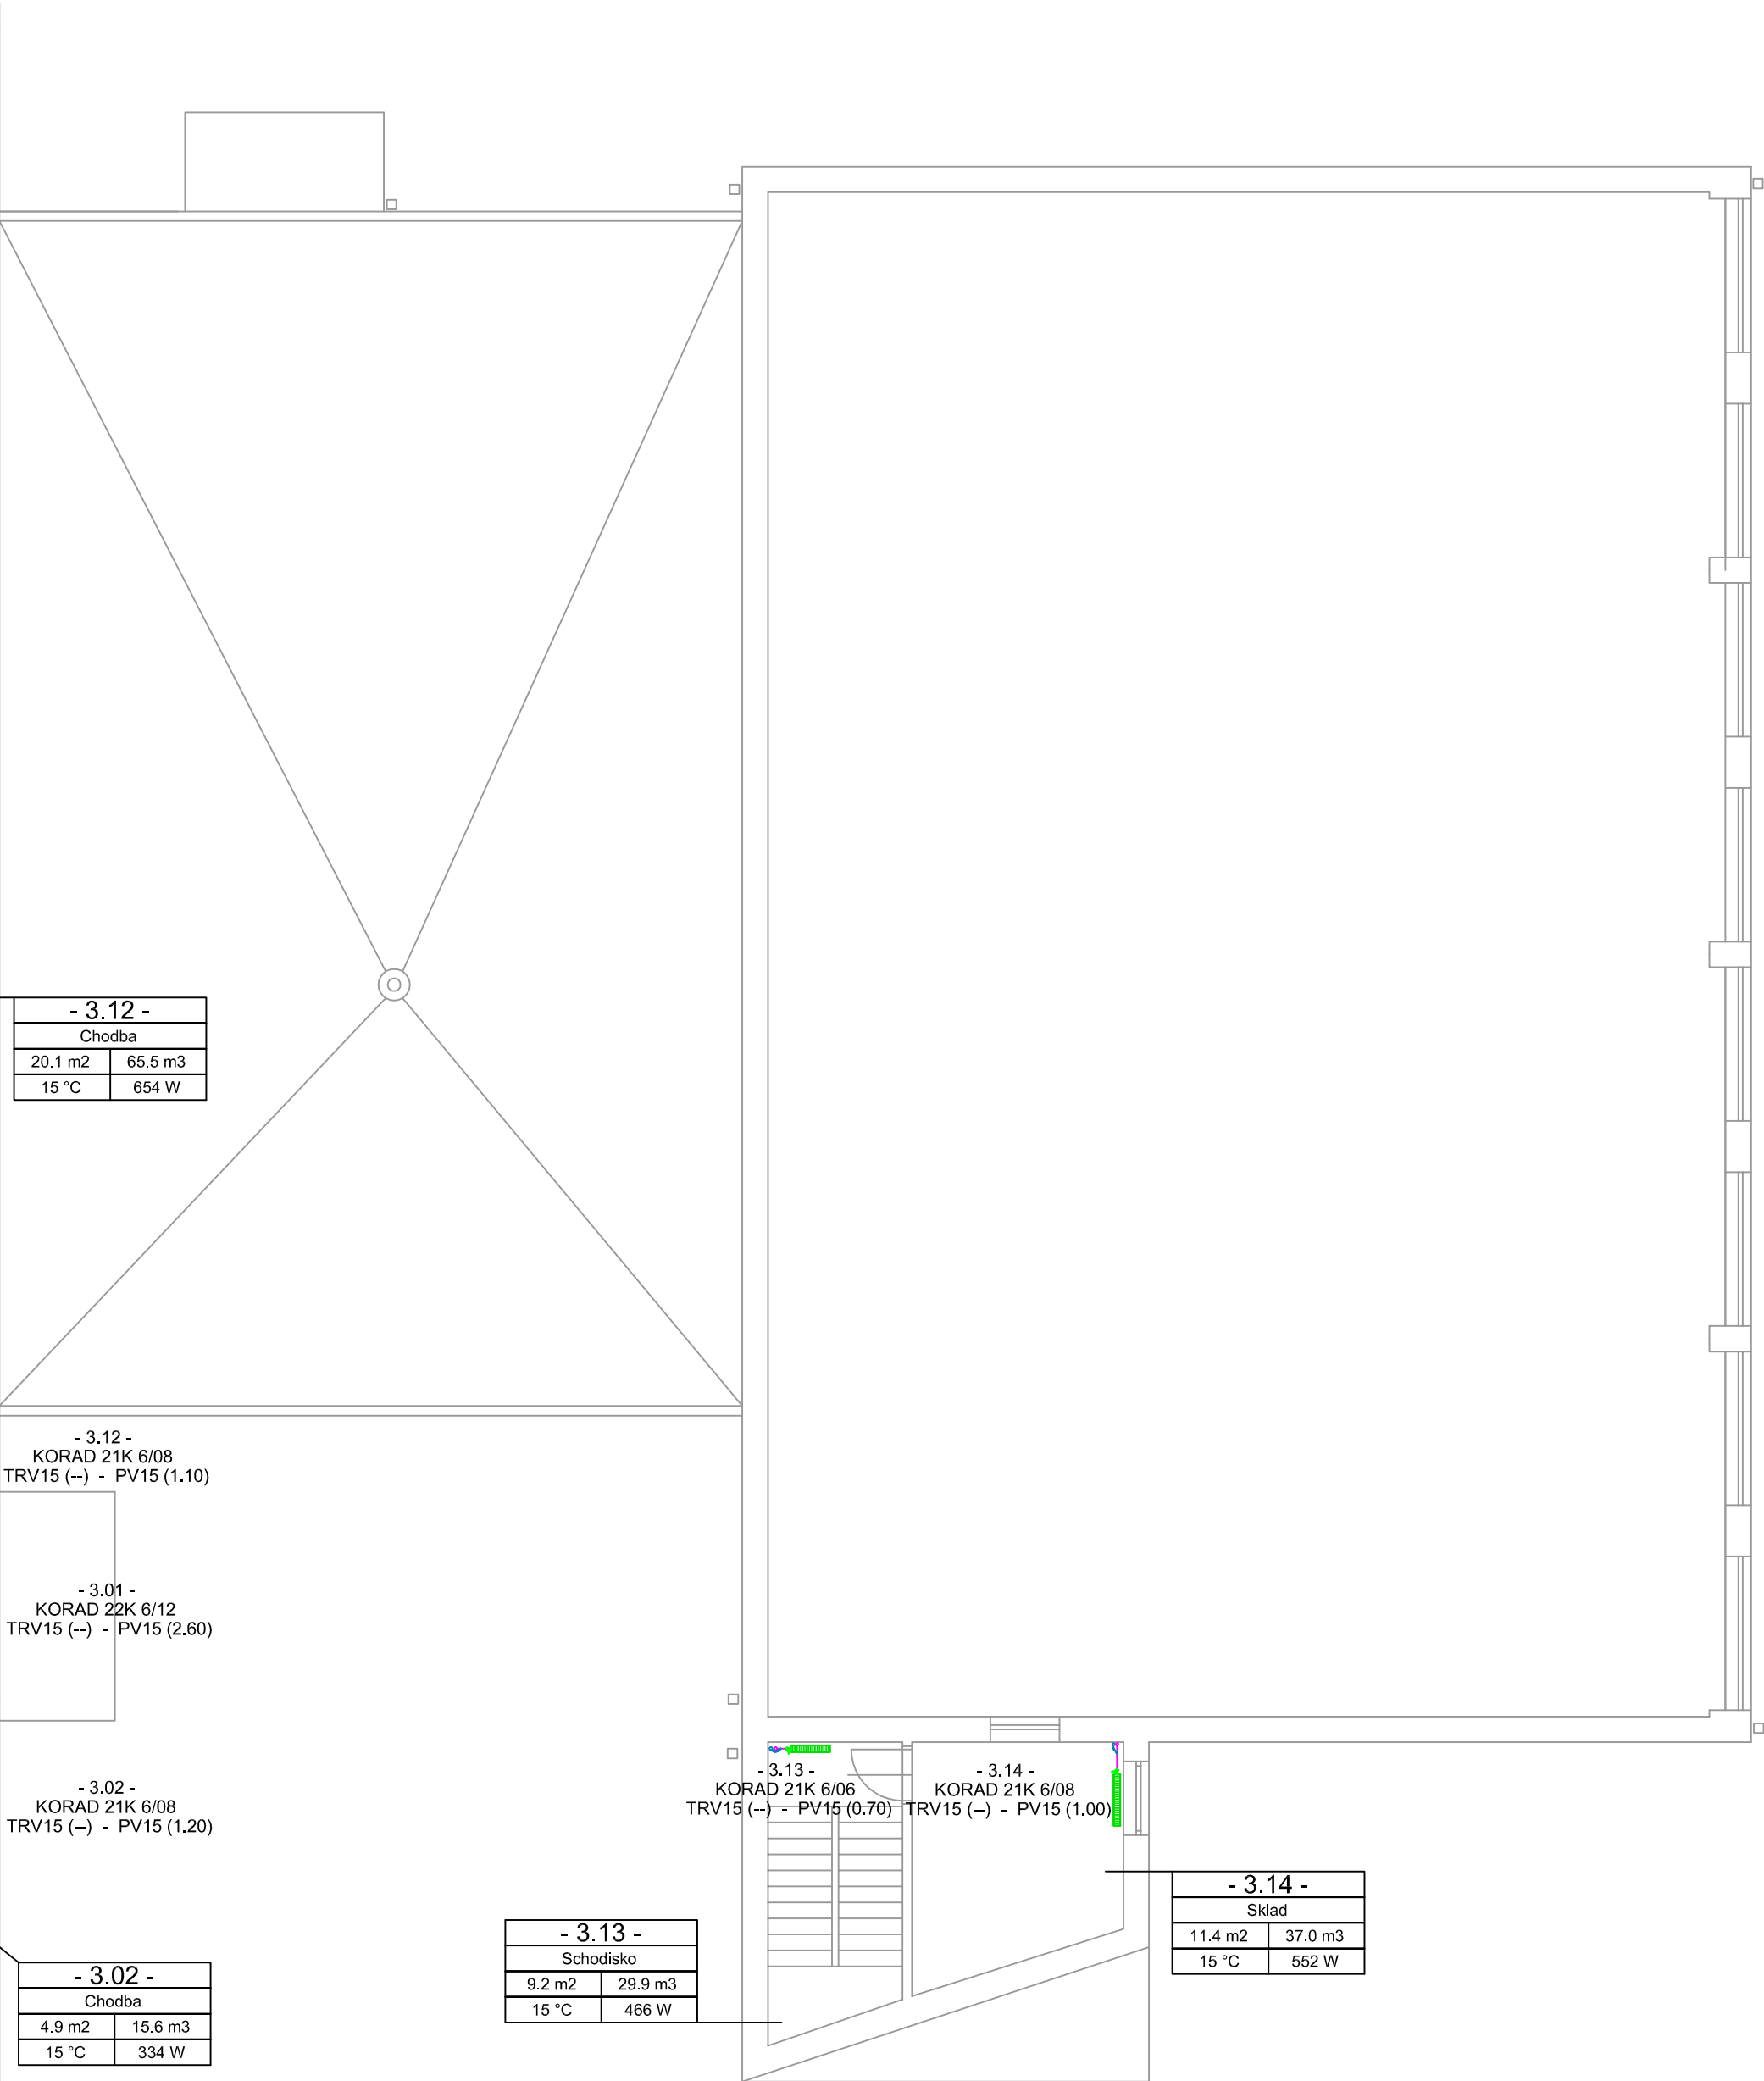 - 3.12 -
Chodba
20.1 m2 65.5 m3
15 °C 654 W
- 3.12 -
KORAD 21K 6/08
TRV15 (--) - PV15 (1.10)
- 3.01 -
KORAD 22K 6/12
TRV15 (--) - PV15 (2.60)
- 3.02 -
KORAD 21K 6/08
TRV15 (--) - PV15 (1.20)
- 3.13 -
KORAD 21K 6/06
TRV15 (--) - PV15 (0.70)
- 3.14 -
KORAD 21K 6/08
TRV15 (--) - PV15 (1.00)
- 3.14 -
Sklad
11.4 m2 37.0 m3
15 °C 552 W
- 3.13 -
Schodisko
9.2 m2 29.9 m3
15 °C 466 W
- 3.02 -
Chodba
4.9 m2 15.6 m3
15 °C 334 W